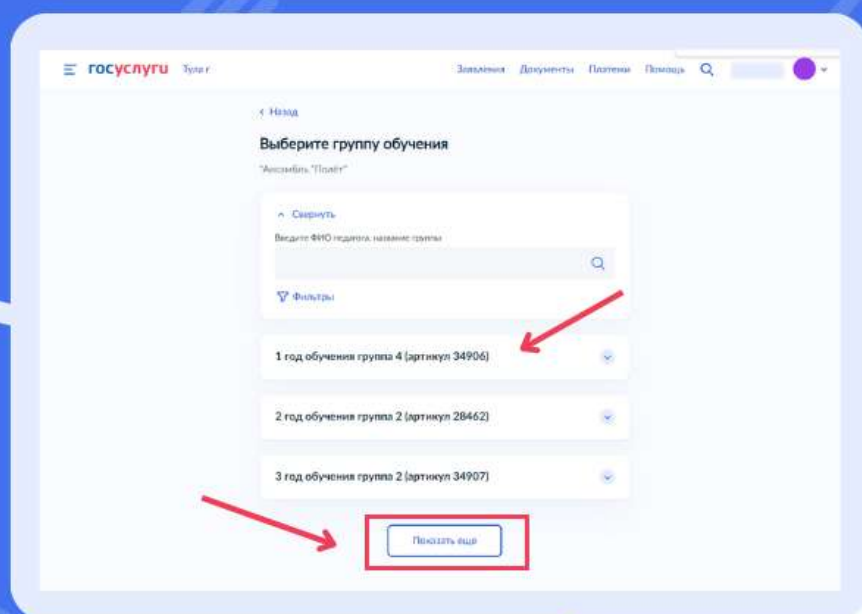 госуслуги Тула г Заявления Документы Платежи Помощь
Назад
Выберите группу обучения
"Ансамбль "Полёт"
Свернуть
Введите ФИО педагога, название группы
Фильтры
1 год обучения группа 4 (артикул 34906)
2 год обучения группа 2 (артикул 28462)
3 год обучения группа 2 (артикул 34907)
Показать еще